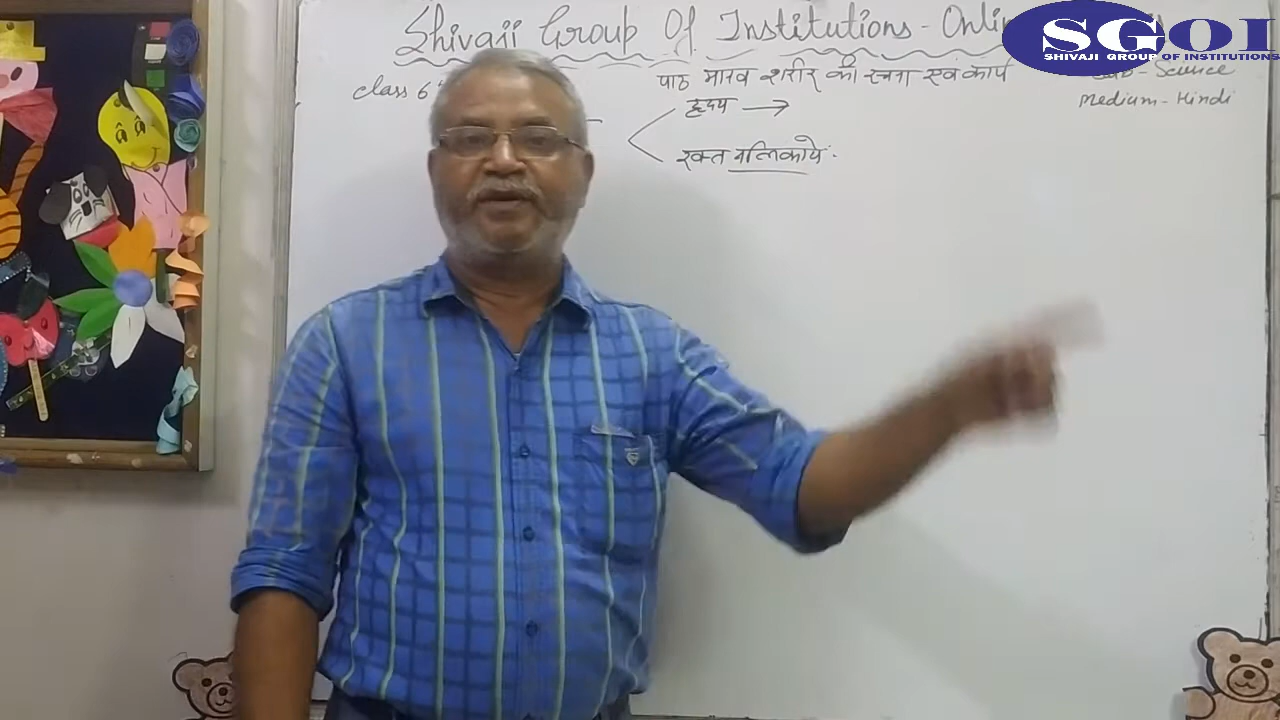 Shivaji Group Of Institutions - Onlin
SGOI
SHIVAJI GROUP OF INSTITUTIONS
class 6
पाठ मानव शरीर की रचना एवं कार्य
Science
Medium - Hindi
हृदय →
रक्त नलिकायें.